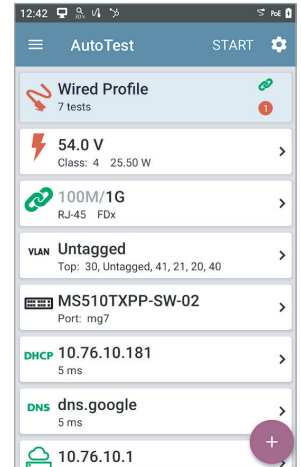 12:42 30% PoE
AutoTest START
Wired Profile
7 tests 1
54.0 V
Class: 4 25.50 W
100M/1G
RJ-45 FDx
VLAN Untagged
Top: 30, Untagged, 41, 21, 20, 40
MS510TXPP-SW-02
Port: mg7
DHCP 10.76.10.181
5 ms
DNS dns.google
5 ms
+
10.76.10.1